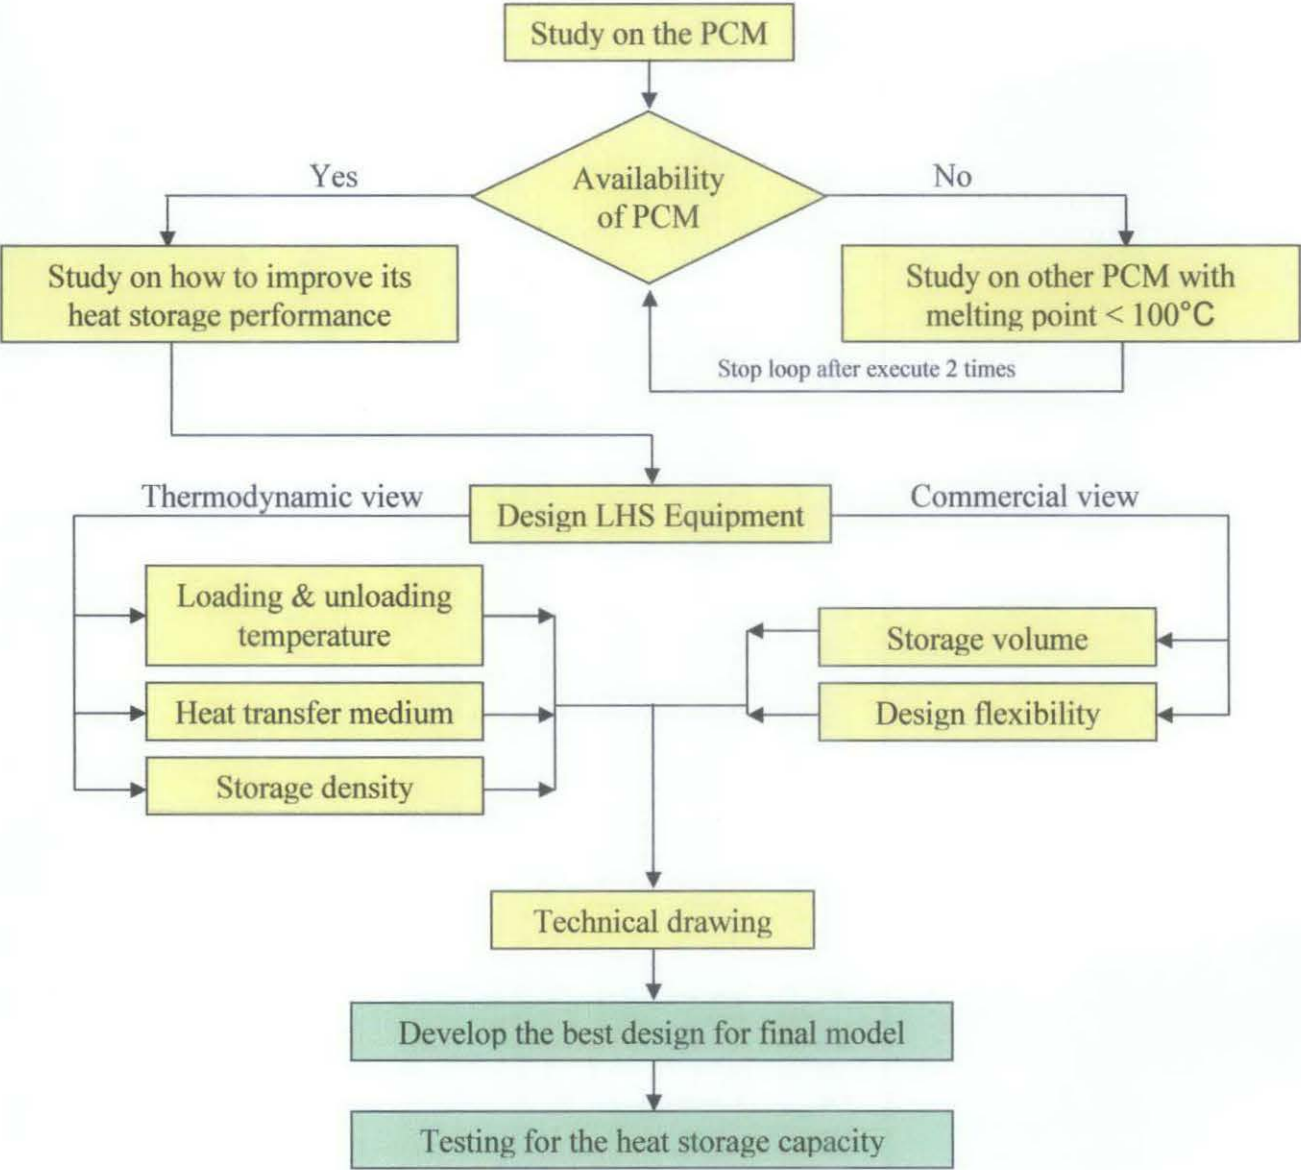 Study on the PCM
Availability
of PCM
Yes
No
Study on how to improve its
heat storage performance
Study on other PCM with
melting point < 100°C
Stop loop after execute 2 times
Thermodynamic view
Design LHS Equipment
Commercial view
Loading & unloading
temperature
Heat transfer medium
Storage density
Storage volume
Design flexibility
Technical drawing
Develop the best design for final model
Testing for the heat storage capacity